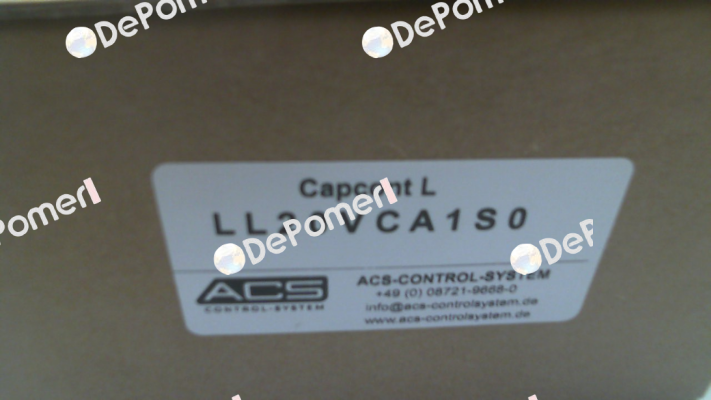 DePomerl
DePomerl
DePomerl
Capcont L
VCA1S0
DePomerl
DeP
ACS
CONTROL-SYSTEM
ACS-CONTROL-SYSTEM
+49 (0) 08721-9668-0
info@acs-controlsystem.de
www.acs-controlsystem.de